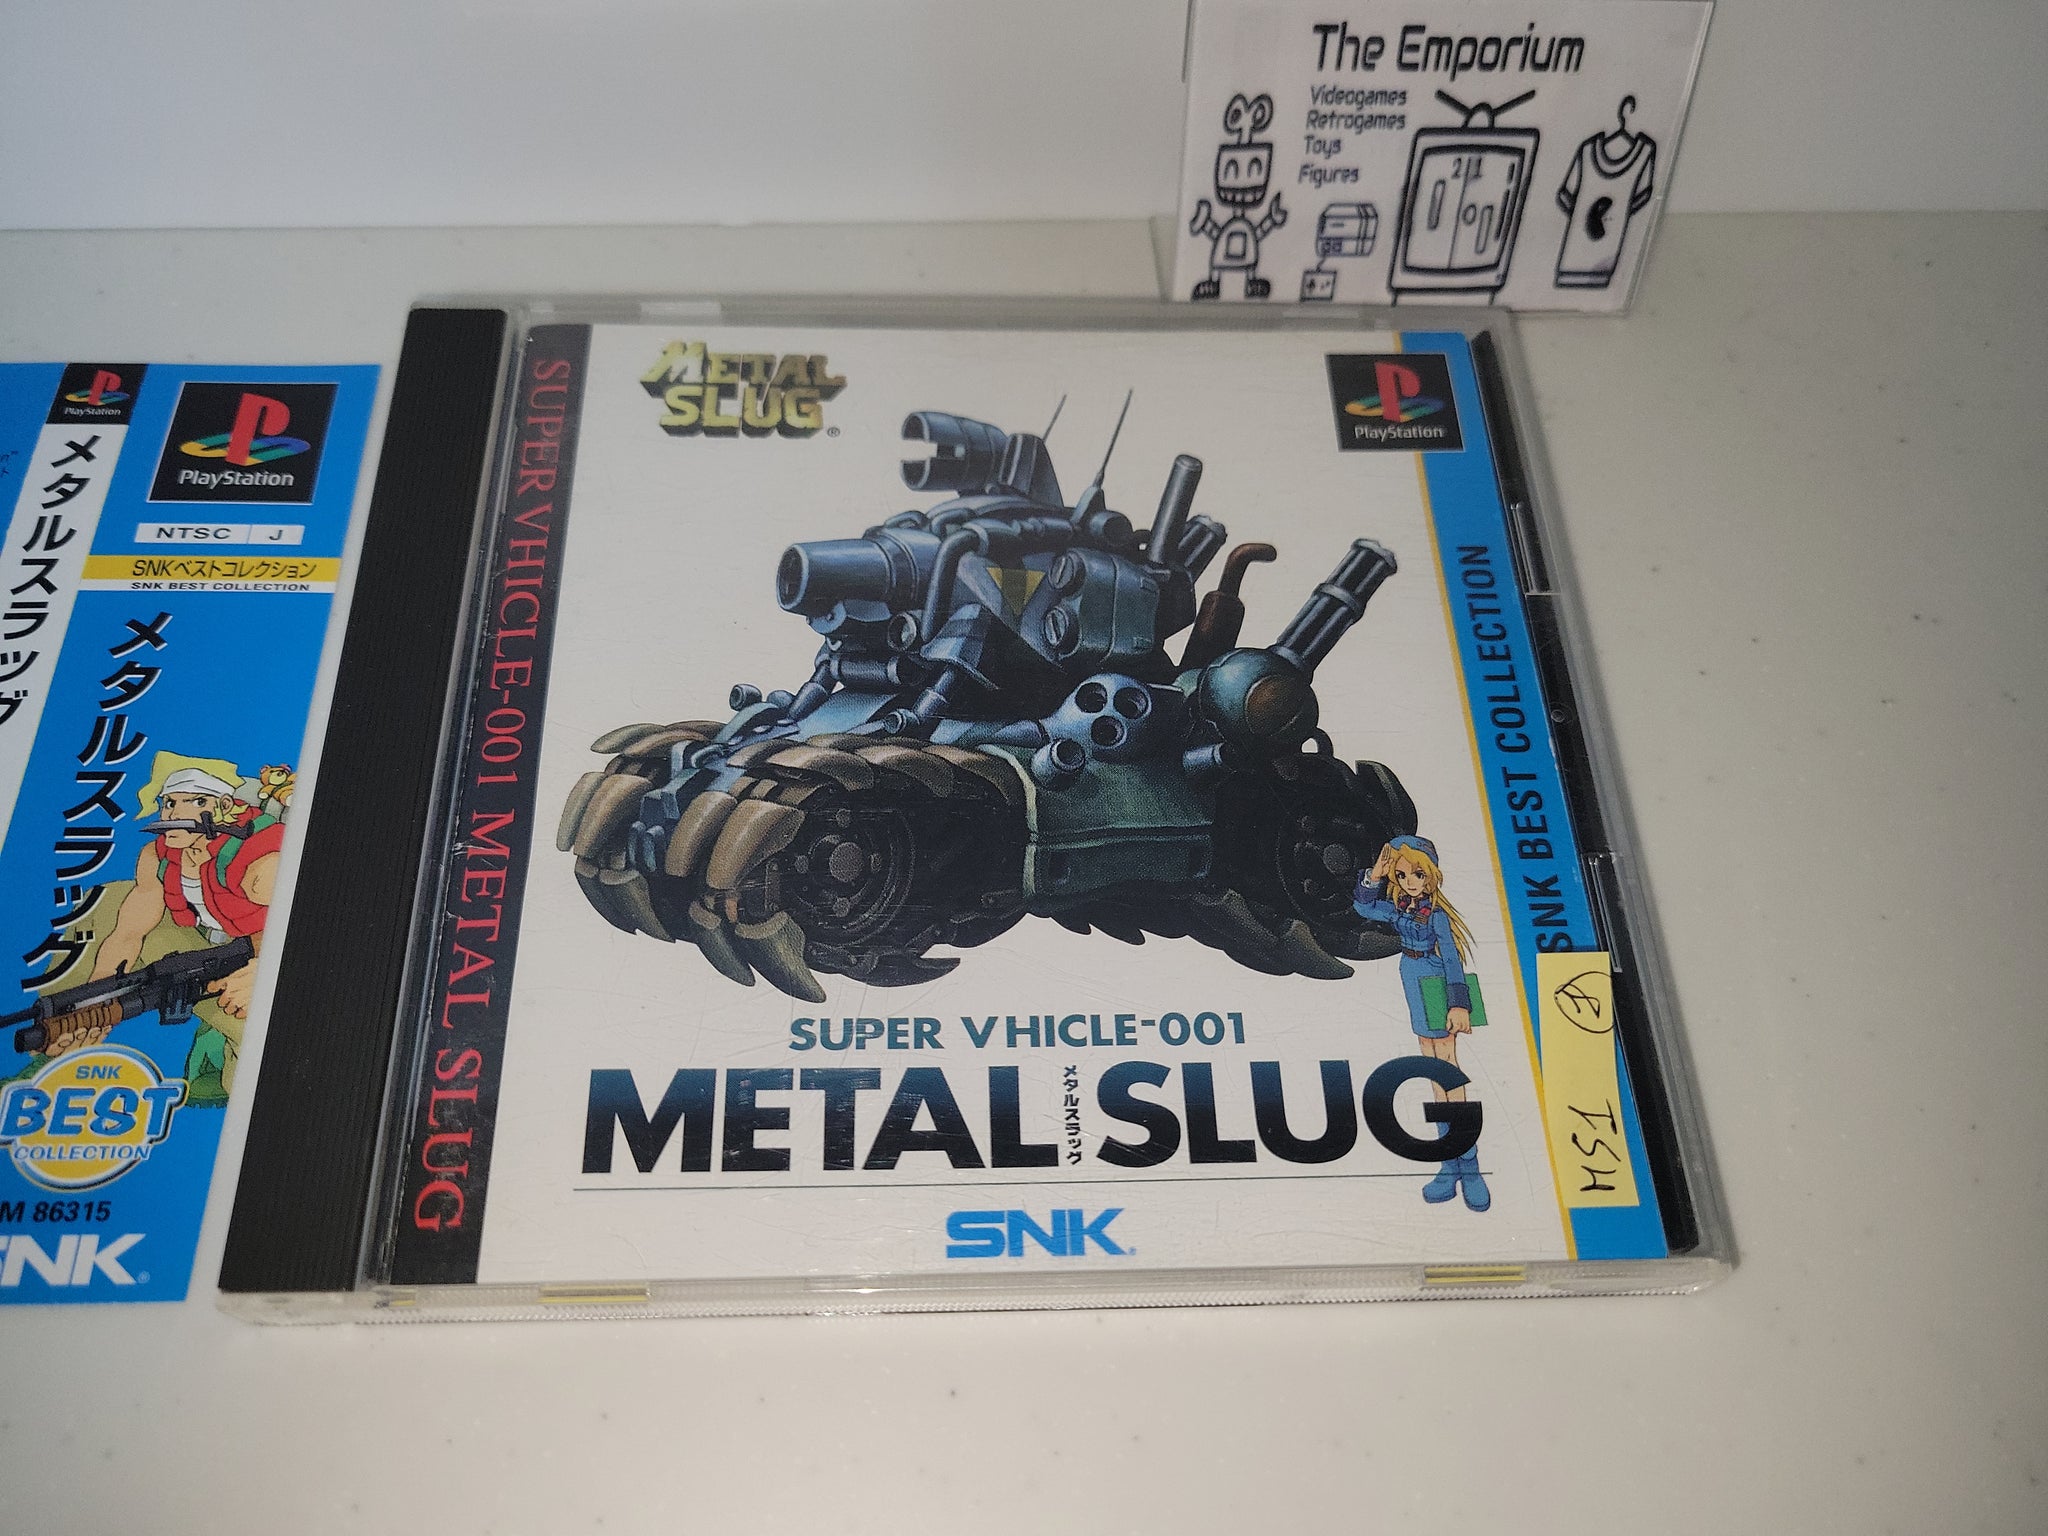 The Emporium
Videogames
Retrogames
Toys
Figures
PlayStation
メタルスラッグ
PlayStation
NTSC J
SNKベストコレクション
SNK BEST COLLECTION
メタルスラッグ
SNK
BEST
COLLECTION
M 86315
SNK
SUPER VHICLE-001 METAL SLUG
METAL
SLUG®
PlayStation
SNK BEST COLLECTION
SUPER VHICLE-001
METAL メタルスラッグ SLUG
SNK
MS1